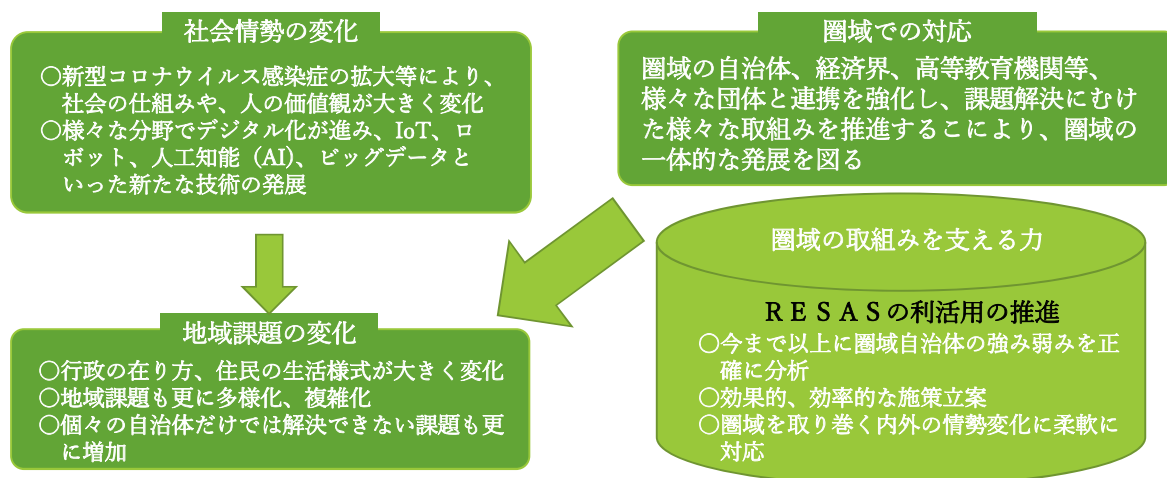 社会情勢の変化
○新型コロナウイルス感染症の拡大等により、
社会の仕組みや、人の価値観が大きく変化
○様々な分野でデジタル化が進み、IoT、ロ
ボット、人工知能（AI）、ビッグデータと
いった新たな技術の発展
地域課題の変化
○行政の在り方、住民の生活様式が大きく変化
○地域課題も更に多様化、複雑化
○個々の自治体だけでは解決できない課題も更
に増加
圏域での対応
圏域の自治体、経済界、高等教育機関等、
様々な団体と連携を強化し、課題解決にむけ
た様々な取組みを推進するこにより、圏域の
一体的な発展を図る
圏域の取組みを支える力
ＲＥＳＡＳの利活用の推進
○今まで以上に圏域自治体の強み弱みを正
確に分析
○効果的、効率的な施策立案
○圏域を取り巻く内外の情勢変化に柔軟に
対応